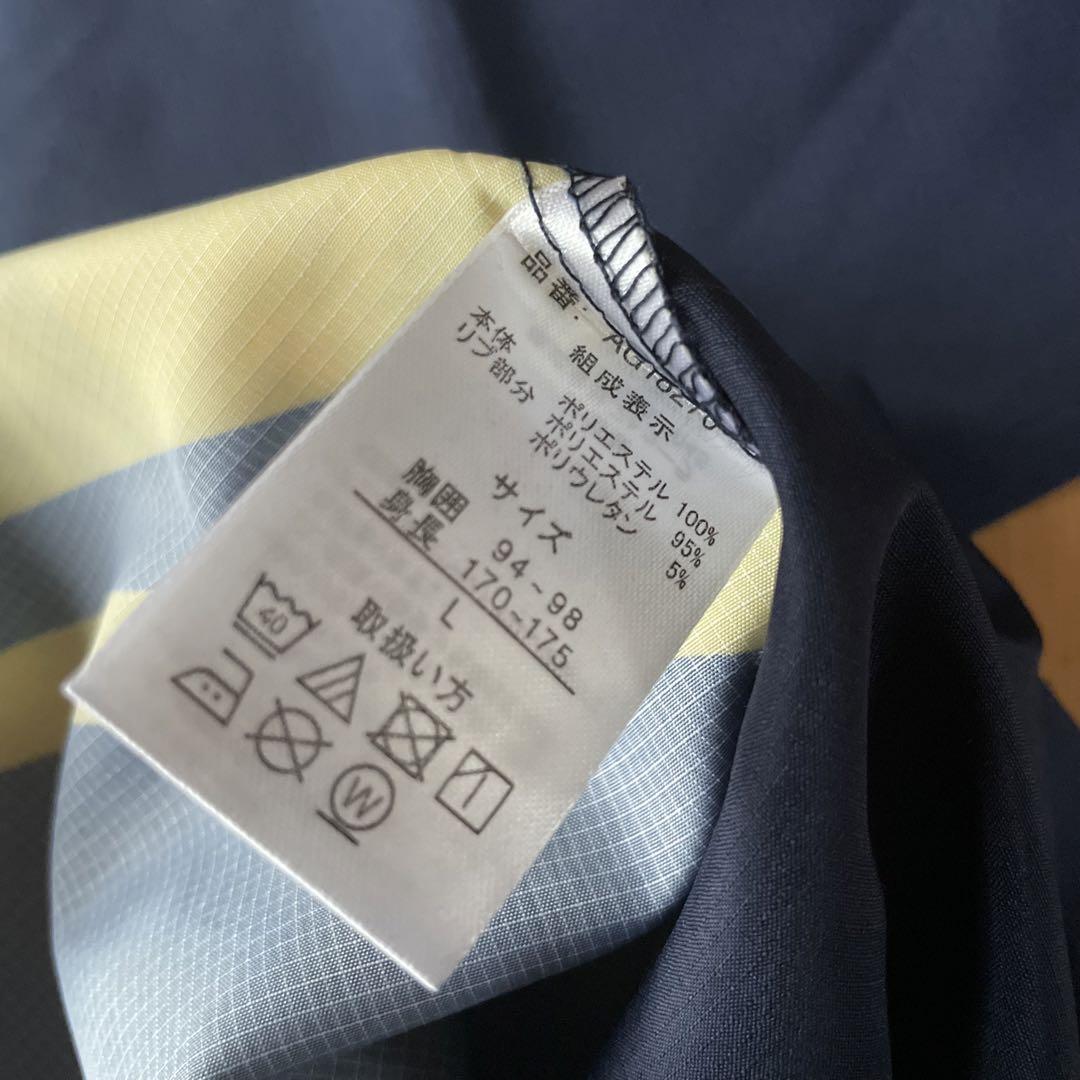 品番: AG18270
組成表示
本体 ポリエステル 100%
リブ部分 ポリエステル 95%
ポリウレタン 5%
サイズ
胸囲 94~98
身長 170~175
L
取扱い方
40
W